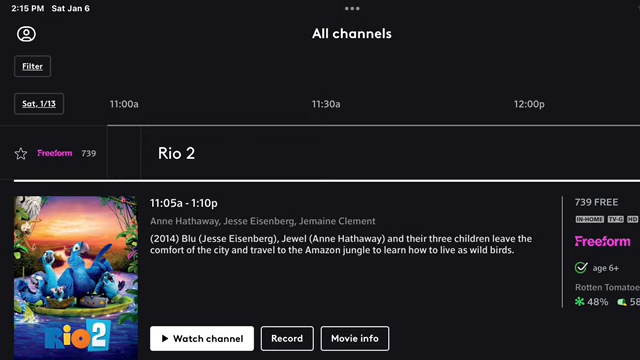 2:15 PM Sat Jan 6
All channels
Filter
Sat, 1/13 11:00a 11:30a 12:00p
Freeform 739 Rio 2
11:05a - 1:10p
Anne Hathaway, Jesse Eisenberg, Jemaine Clement
(2014) Blu (Jesse Eisenberg), Jewel (Anne Hathaway) and their three children leave the
comfort of the city and travel to the Amazon jungle to learn how to live as wild birds.
739 FREE
IN-HOME TV-G HD
Freeform
age 6+
Rotten Tomatoe
48% 58
Rio 2
Watch channel Record Movie info